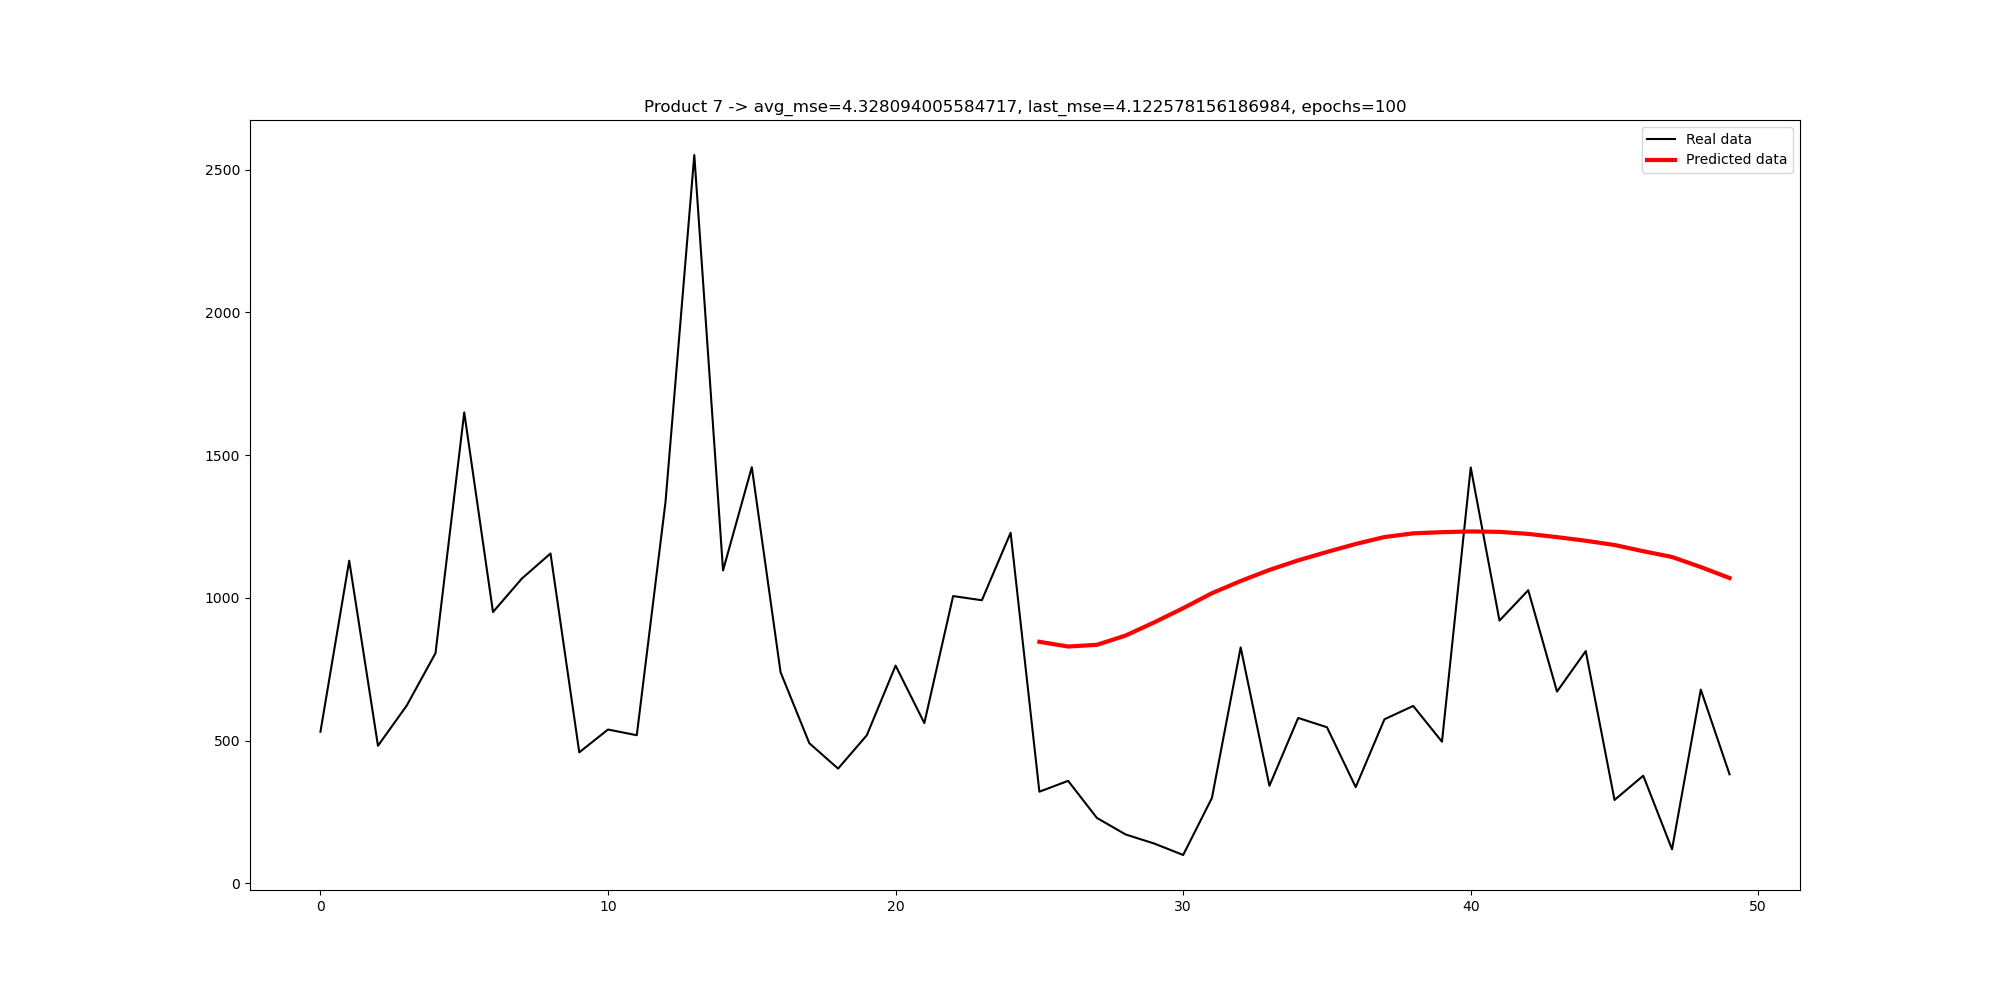 Product 7 -> avg_mse=4.328094005584717, last_mse=4.122578156186984, epochs=100
Real data
Predicted data
2500
2000
1500
1000
500
0
0 10 20 30 40 50